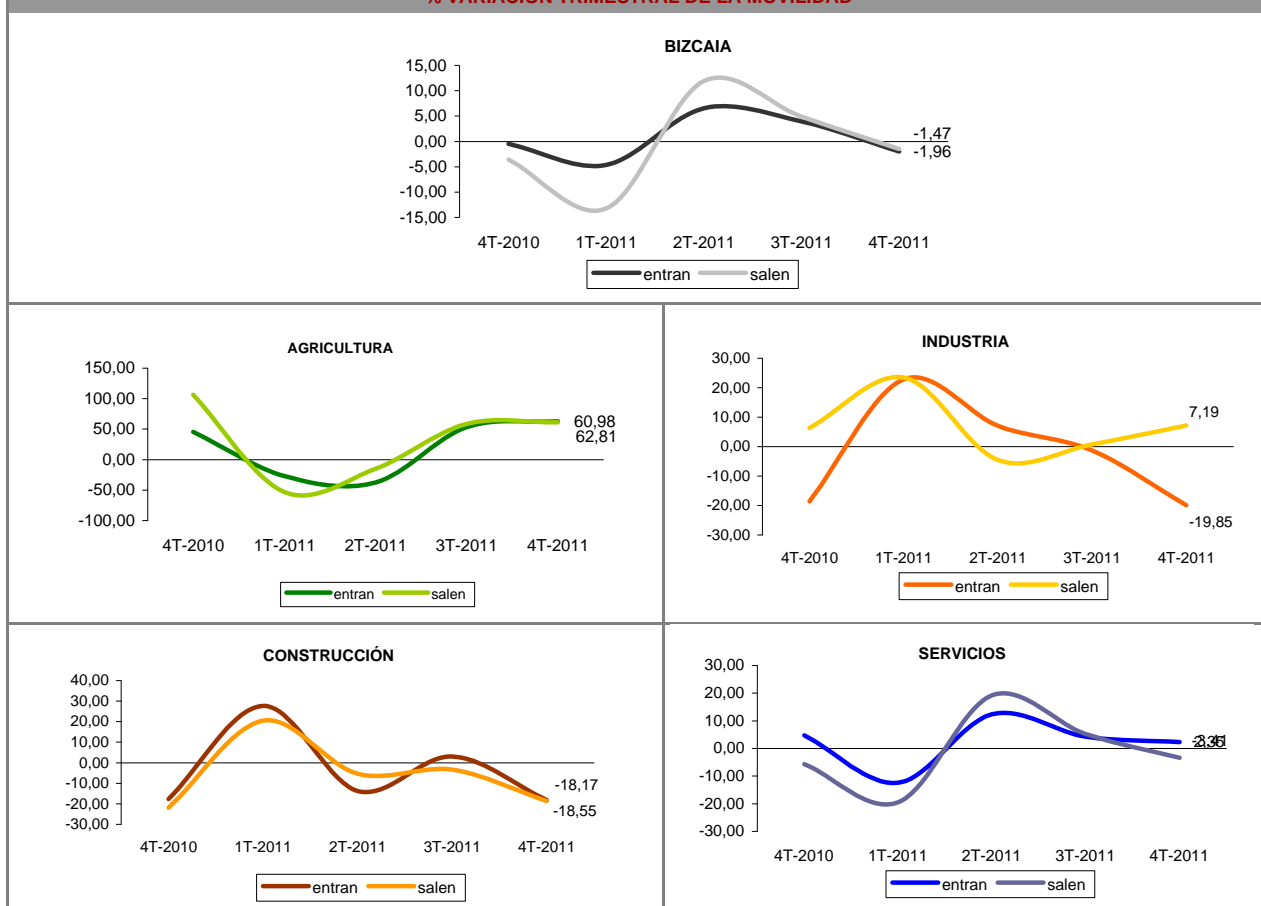 % VARIACIÓN TRIMESTRAL DE LA MOVILIDAD
BIZCAIA
15,00
10,00
5,00
0,00
-5,00
-10,00
-15,00
-1,47
-1,96
4T-2010 1T-2011 2T-2011 3T-2011 4T-2011
entran salen
AGRICULTURA
150,00
100,00
50,00
0,00
-50,00
-100,00
60,98
62,81
4T-2010 1T-2011 2T-2011 3T-2011 4T-2011
entran salen
INDUSTRIA
30,00
20,00
10,00
0,00
-10,00
-20,00
-30,00
7,19
-19,85
4T-2010 1T-2011 2T-2011 3T-2011 4T-2011
entran salen
CONSTRUCCIÓN
40,00
30,00
20,00
10,00
0,00
-10,00
-20,00
-30,00
-18,17
-18,55
4T-2010 1T-2011 2T-2011 3T-2011 4T-2011
entran salen
SERVICIOS
30,00
20,00
10,00
0,00
-10,00
-20,00
-30,00
4T-2010 1T-2011 2T-2011 3T-2011 4T-2011
entran salen